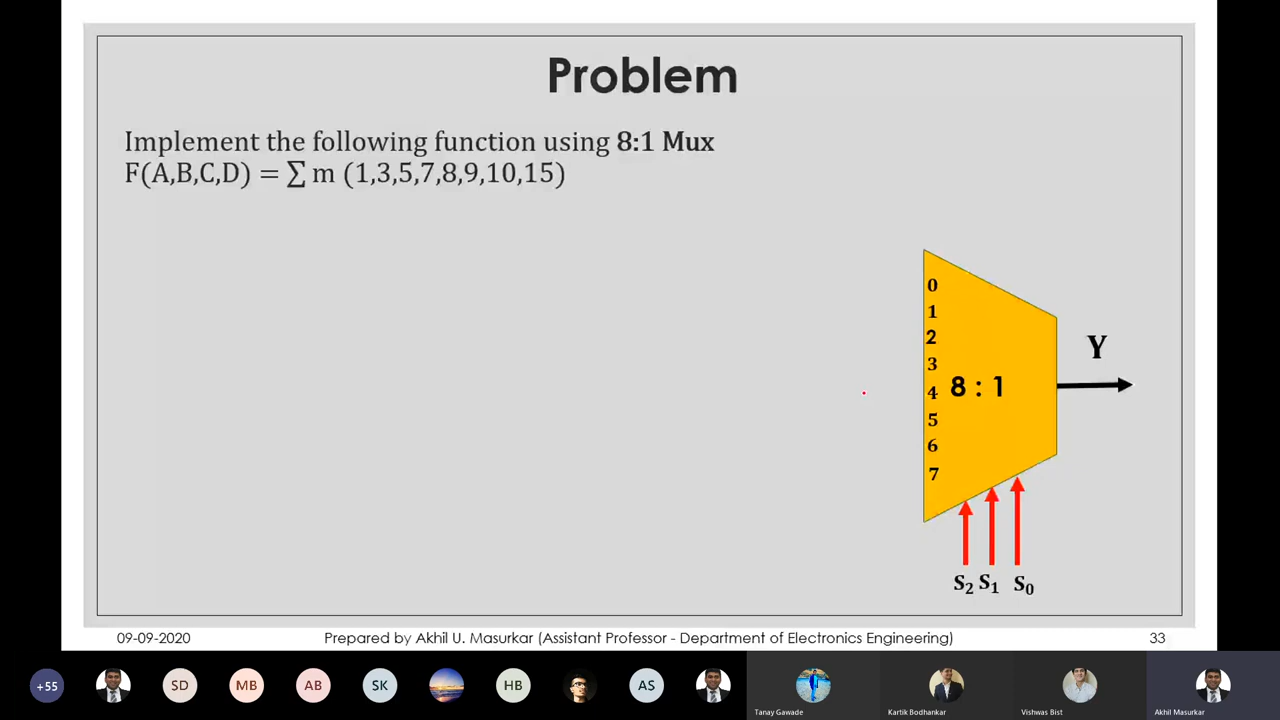 Problem
Implement the following function using 8:1 Mux
F(A,B,C,D) = ∑ m (1,3,5,7,8,9,10,15)
0
1
2
3
4
5
6
7
8 : 1
Y
S₂ S₁ S₀
09-09-2020 Prepared by Akhil U. Masurkar (Assistant Professor - Department of Electronics Engineering) 33
+55 SD MB AB SK HB AS
Tanay Gawade Kartik Bodhankar Vishwas Bist Akhil Masurkar